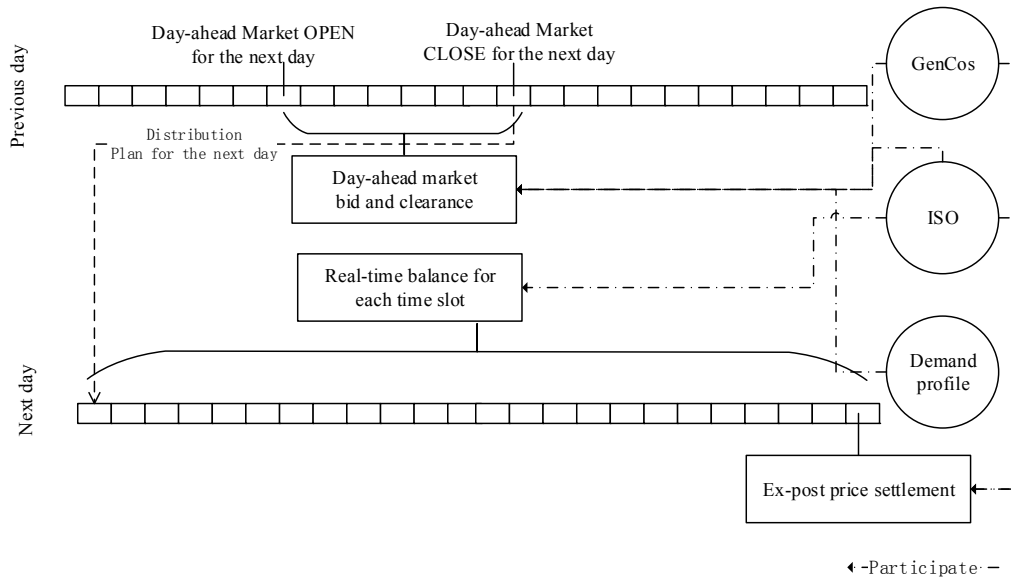 Previous day
Day-ahead Market OPEN
for the next day
Day-ahead Market
CLOSE for the next day
GenCos
Distribution
Plan for the next day
Day-ahead market
bid and clearance
ISO
Real-time balance for
each time slot
Demand
profile
Next day
Ex-post price settlement
Participate